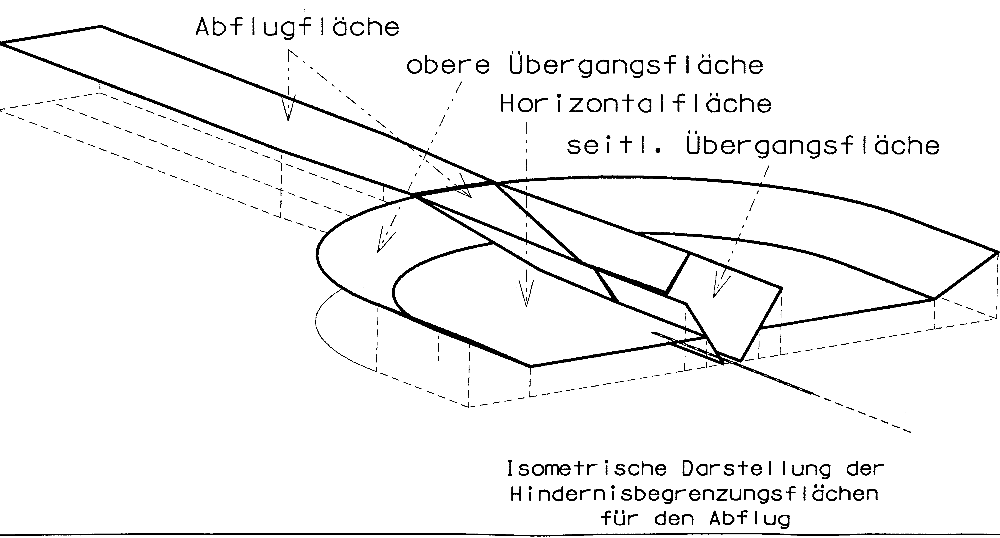 Abflugfläche
obere Übergangsfläche
Horizontalfläche
seitl. Übergangsfläche
Isometrische Darstellung der
Hindernisbegrenzungsflächen
für den Abflug